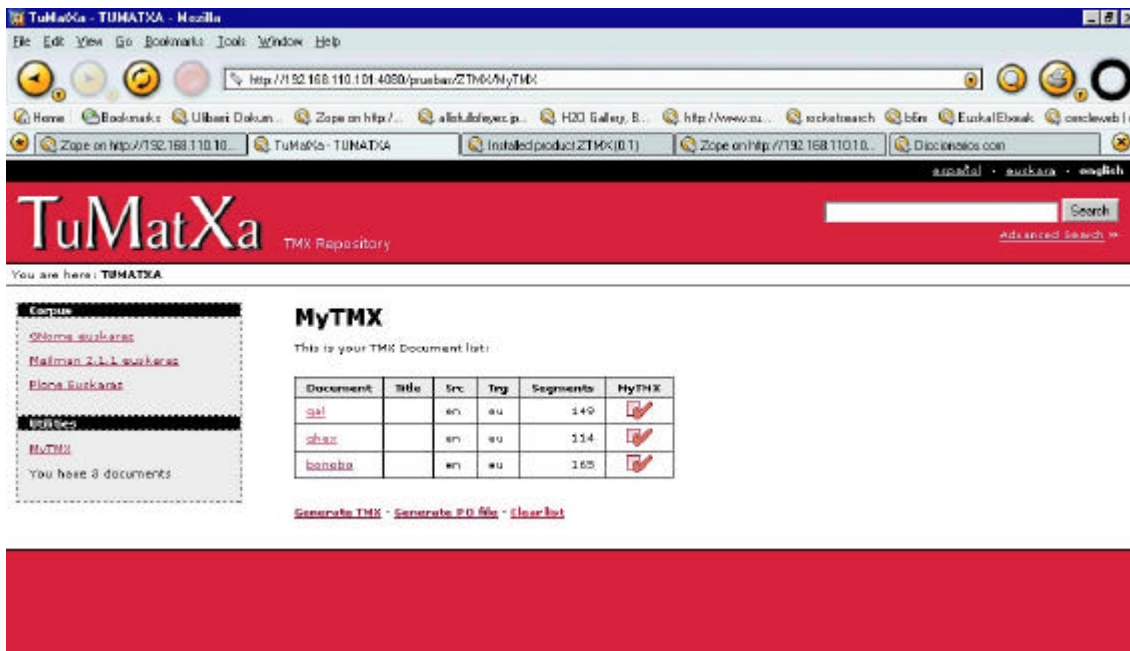 TuMatXa - TUMATXA - Mozilla
File Edit View Go Bookmarks Tools Window Help
http://192.168.110.101:4080/pruebas/ZTMX/MyTMX
Home Bookmarks Ulibarri Dokum... Zope on http:/... H2O Gallery, B... http://www.su... rocketsearch
Zope on http://192.168.110.10... TuMatXa - TUMATXA Installed product ZTMX (0.1) Zope on http://192.168.110.10... Diccionarios.com
español · euskara · english
TuMatXa TMX Repository Search
Advanced Search »
You are here: TUMATXA
Corpus
GNome euskaraz
Mailman 2.1.1 euskaraz
Plone Euskaraz
Utilities
MyTMX
You have 3 documents
MyTMX
This is your TMX Document list:
Document Title Src Trg Segments MyTMX
gal en eu 149
ghex en eu 114
bonobo en eu 165
Generate TMX - Generate PO file - Clear list